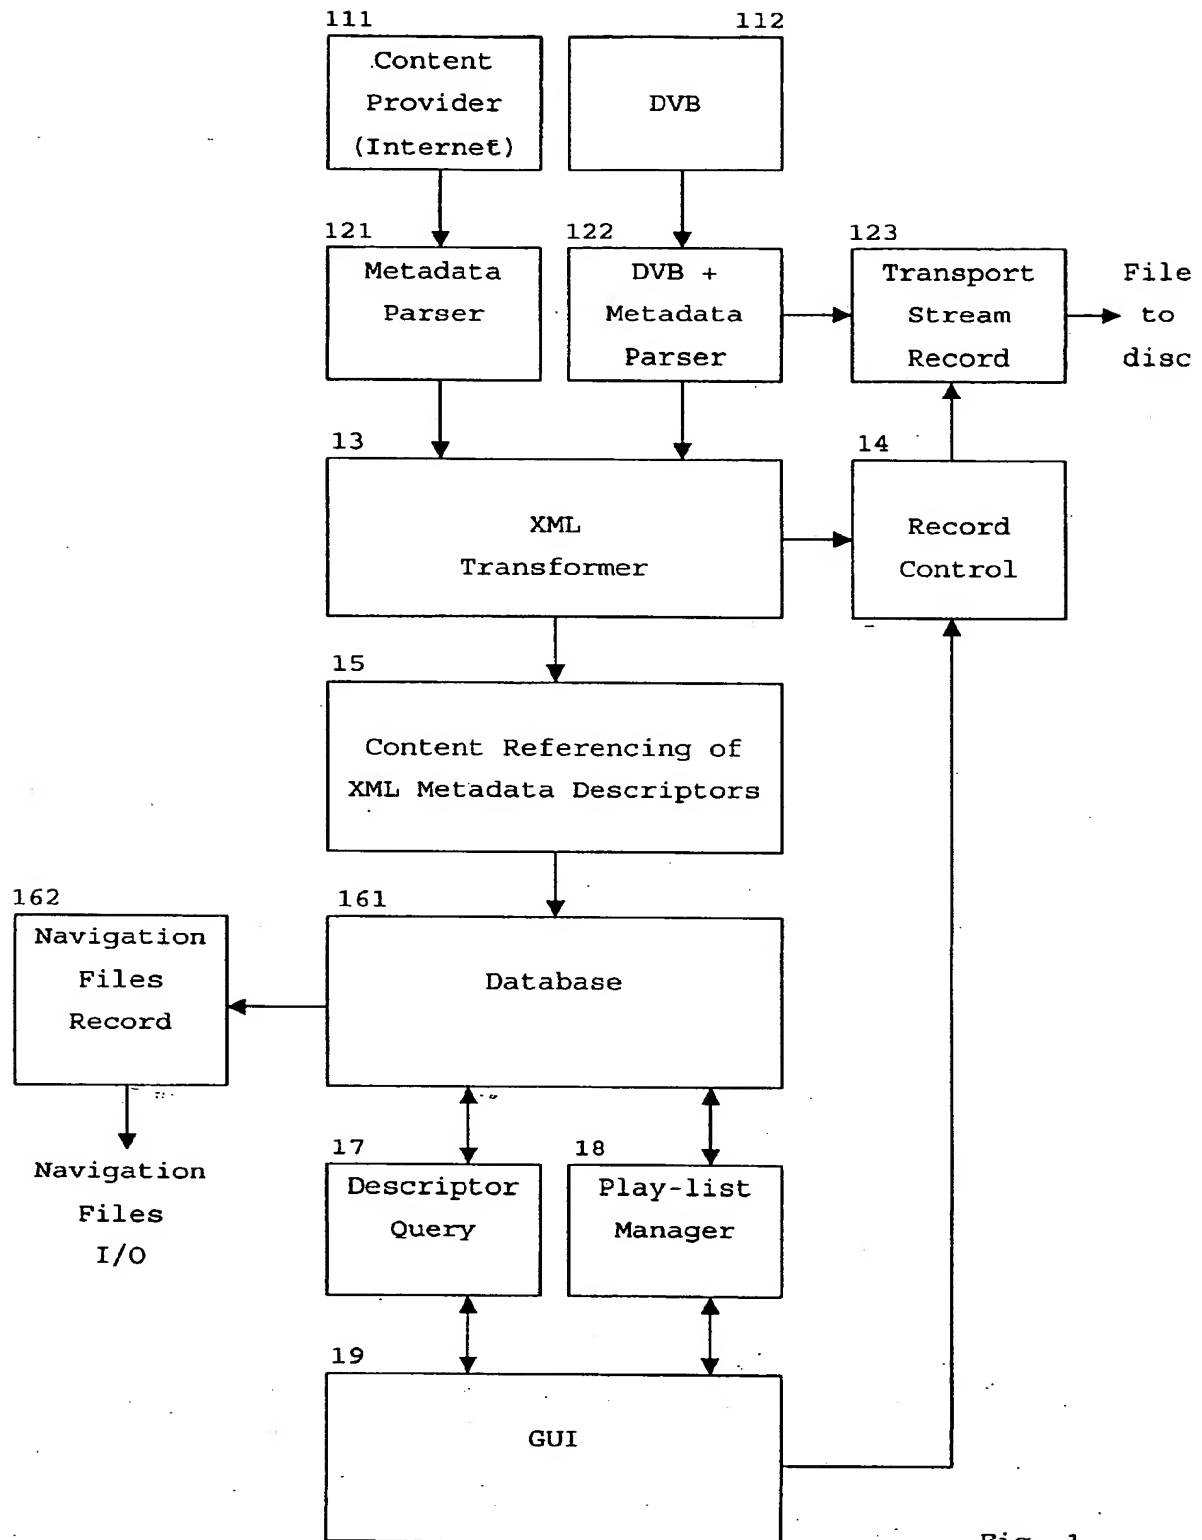 111
112
Content
Provider
(Internet)
DVB
121
122
123
Metadata
Parser
DVB +
Metadata
Parser
Transport
Stream
Record
File
to
disc
13
14
XML
Transformer
Record
Control
15
Content Referencing of
XML Metadata Descriptors
162
161
Navigation
Files
Record
Database
Navigation
Files
I/O
17
18
Descriptor
Query
Play-list
Manager
19
GUI
Fig. 1